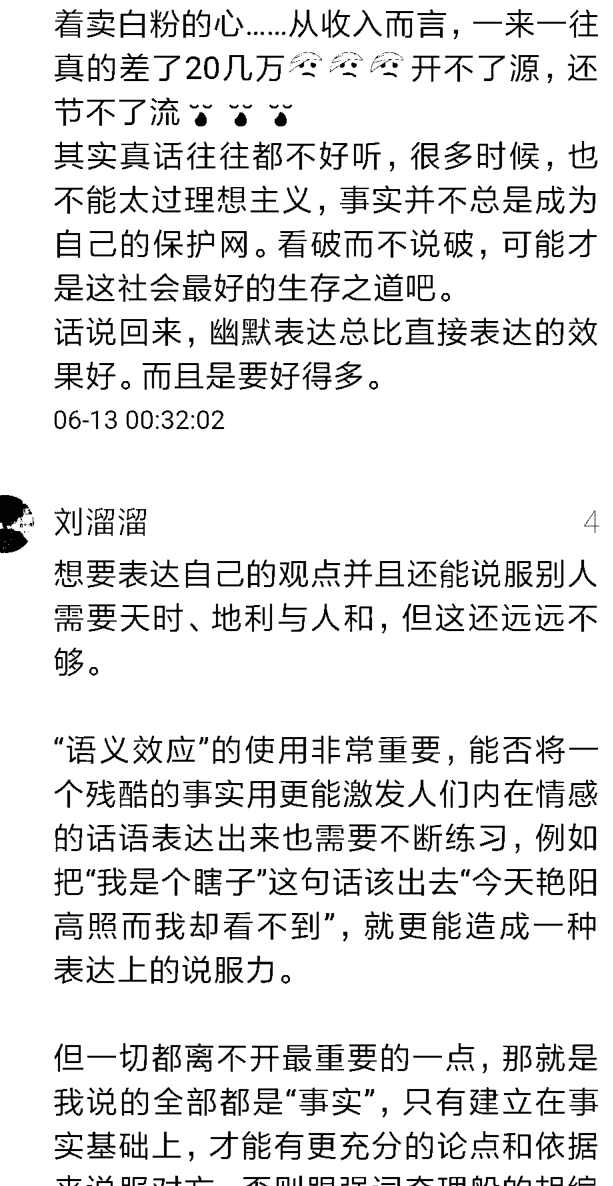 着卖白粉的心……从收入而言，一来一往
真的差了20几万开不了源，还
节不了流
其实真话往往都不好听，很多时候，也
不能太过理想主义，事实并不总是成为
自己的保护网。看破而不说破，可能才
是这社会最好的生存之道吧。
话说回来，幽默表达总比直接表达的效
果好。而且是要好得多。
06-13 00:32:02
刘溜溜
4
想要表达自己的观点并且还能说服别人
需要天时、地利与人和，但这还远远不
够。
“语义效应”的使用非常重要，能否将一
个残酷的事实用更能激发人们内在情感
的话语表达出来也需要不断练习，例如
把“我是个瞎子”这句话该出去“今天艳阳
高照而我却看不到”，就更能造成一种
表达上的说服力。
但一切都离不开最重要的一点，那就是
我说的全部都是“事实”，只有建立在事
实基础上，才能有更充分的论点和依据